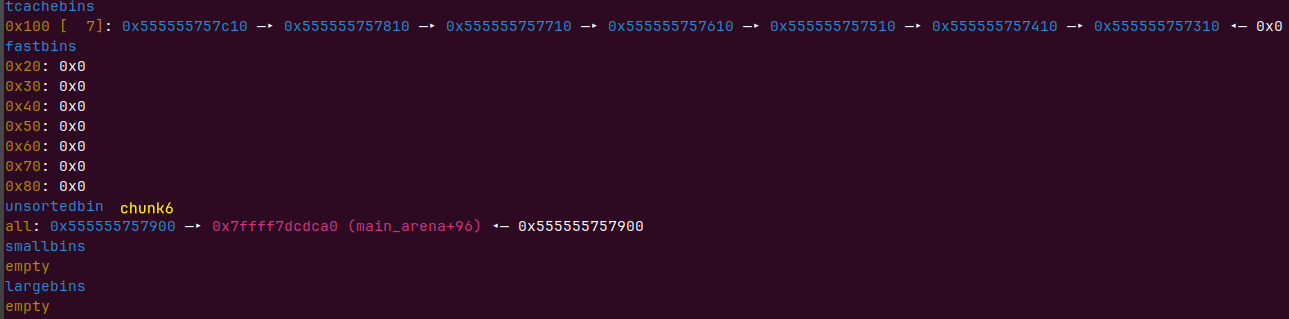 tcachebins
0x100 [  7]: 0x555555757c10 —▸ 0x555555757810 —▸ 0x555555757710 —▸ 0x555555757610 —▸ 0x555555757510 —▸ 0x555555757410 —▸ 0x555555757310 ◂— 0x0
fastbins
0x20: 0x0
0x30: 0x0
0x40: 0x0
0x50: 0x0
0x60: 0x0
0x70: 0x0
0x80: 0x0
unsortedbin chunk6
all: 0x555555757900 —▸ 0x7ffff7dcdca0 (main_arena+96) ◂— 0x555555757900
smallbins
empty
largebins
empty